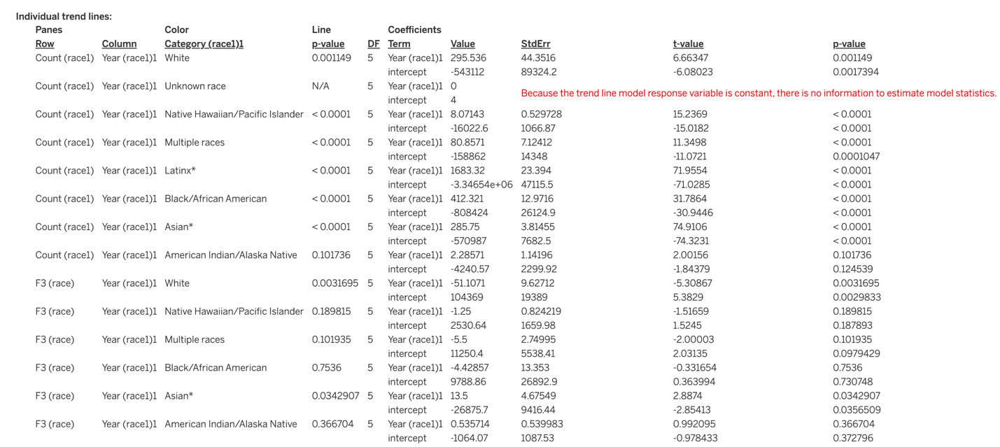 Individual trend lines:
Panes Color Line Coefficients
Row Column Category (race1)1 p-value DF Term Value StdErr t-value p-value
Count (race1) Year (race1)1 White 0.001149 5 Year (race1)1 295.536 44.3516 6.66347 0.001149
intercept -543112 89324.2 -6.08023 0.0017394
Count (race1) Year (race1)1 Unknown race N/A 5 Year (race1)1 0
Because the trend line model response variable is constant, there is no information to estimate model statistics.
intercept 4
Count (race1) Year (race1)1 Native Hawaiian/Pacific Islander < 0.0001 5 Year (race1)1 8.07143 0.529728 15.2369 < 0.0001
intercept -16022.6 1066.87 -15.0182 < 0.0001
Count (race1) Year (race1)1 Multiple races < 0.0001 5 Year (race1)1 80.8571 7.12412 11.3498 < 0.0001
intercept -158862 14348 -11.0721 0.0001047
Count (race1) Year (race1)1 Latinx* < 0.0001 5 Year (race1)1 1683.32 23.394 71.9554 < 0.0001
intercept -3.34654e+06 47115.5 -71.0285 < 0.0001
Count (race1) Year (race1)1 Black/African American < 0.0001 5 Year (race1)1 412.321 12.9716 31.7864 < 0.0001
intercept -808424 26124.9 -30.9446 < 0.0001
Count (race1) Year (race1)1 Asian* < 0.0001 5 Year (race1)1 285.75 3.81455 74.9106 < 0.0001
intercept -570987 7682.5 -74.3231 < 0.0001
Count (race1) Year (race1)1 American Indian/Alaska Native 0.101736 5 Year (race1)1 2.28571 1.14196 2.00156 0.101736
intercept -4240.57 2299.92 -1.84379 0.124539
F3 (race) Year (race1)1 White 0.0031695 5 Year (race1)1 -51.1071 9.62712 -5.30867 0.0031695
intercept 104369 19389 5.3829 0.0029833
F3 (race) Year (race1)1 Native Hawaiian/Pacific Islander 0.189815 5 Year (race1)1 -1.25 0.824219 -1.51659 0.189815
intercept 2530.64 1659.98 1.5245 0.187893
F3 (race) Year (race1)1 Multiple races 0.101935 5 Year (race1)1 -5.5 2.74995 -2.00003 0.101935
intercept 11250.4 5538.41 2.03135 0.0979429
F3 (race) Year (race1)1 Black/African American 0.7536 5 Year (race1)1 -4.42857 13.353 -0.331654 0.7536
intercept 9788.86 26892.9 0.363994 0.730748
F3 (race) Year (race1)1 Asian* 0.0342907 5 Year (race1)1 13.5 4.67549 2.8874 0.0342907
intercept -26875.7 9416.44 -2.85413 0.0356509
F3 (race) Year (race1)1 American Indian/Alaska Native 0.366704 5 Year (race1)1 0.535714 0.539983 0.992095 0.366704
intercept -1064.07 1087.53 -0.978433 0.372796